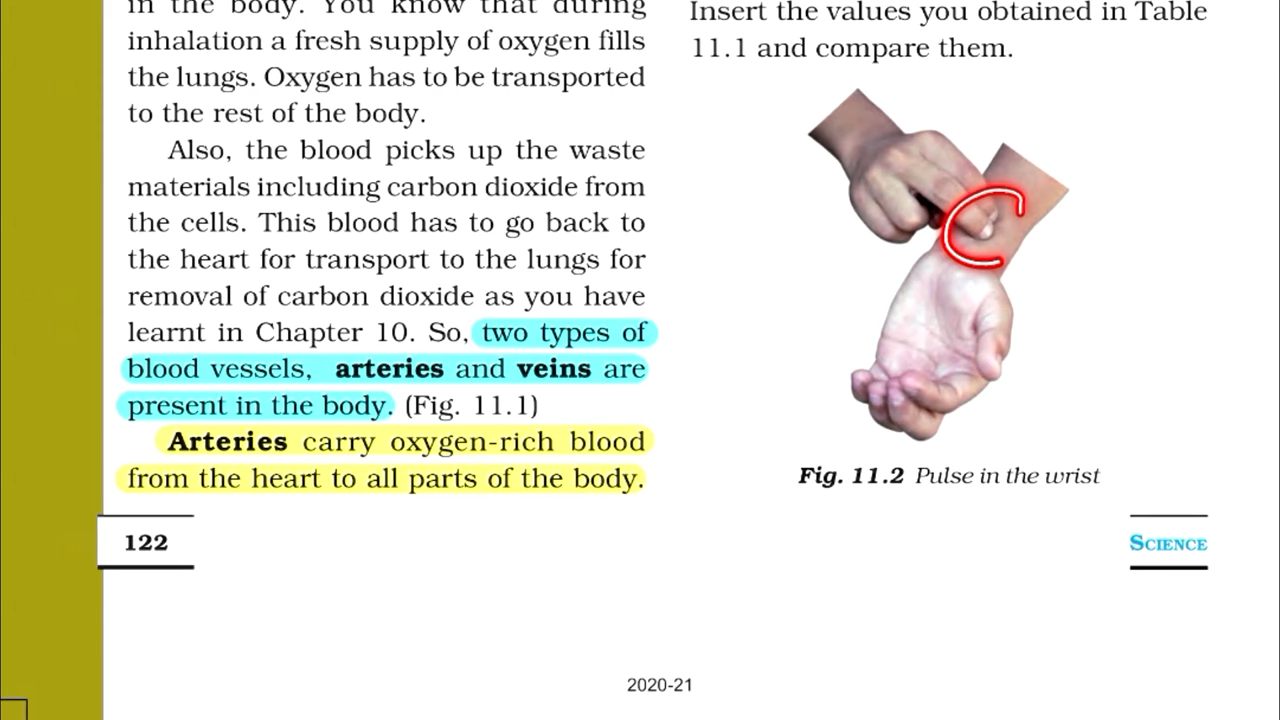 in the body. You know that during
inhalation a fresh supply of oxygen fills
the lungs. Oxygen has to be transported
to the rest of the body.
Also, the blood picks up the waste
materials including carbon dioxide from
the cells. This blood has to go back to
the heart for transport to the lungs for
removal of carbon dioxide as you have
learnt in Chapter 10. So, two types of
blood vessels, arteries and veins are
present in the body. (Fig. 11.1)
Arteries carry oxygen-rich blood
from the heart to all parts of the body.
Insert the values you obtained in Table
11.1 and compare them.
Fig. 11.2 Pulse in the wrist
122
SCIENCE
2020-21